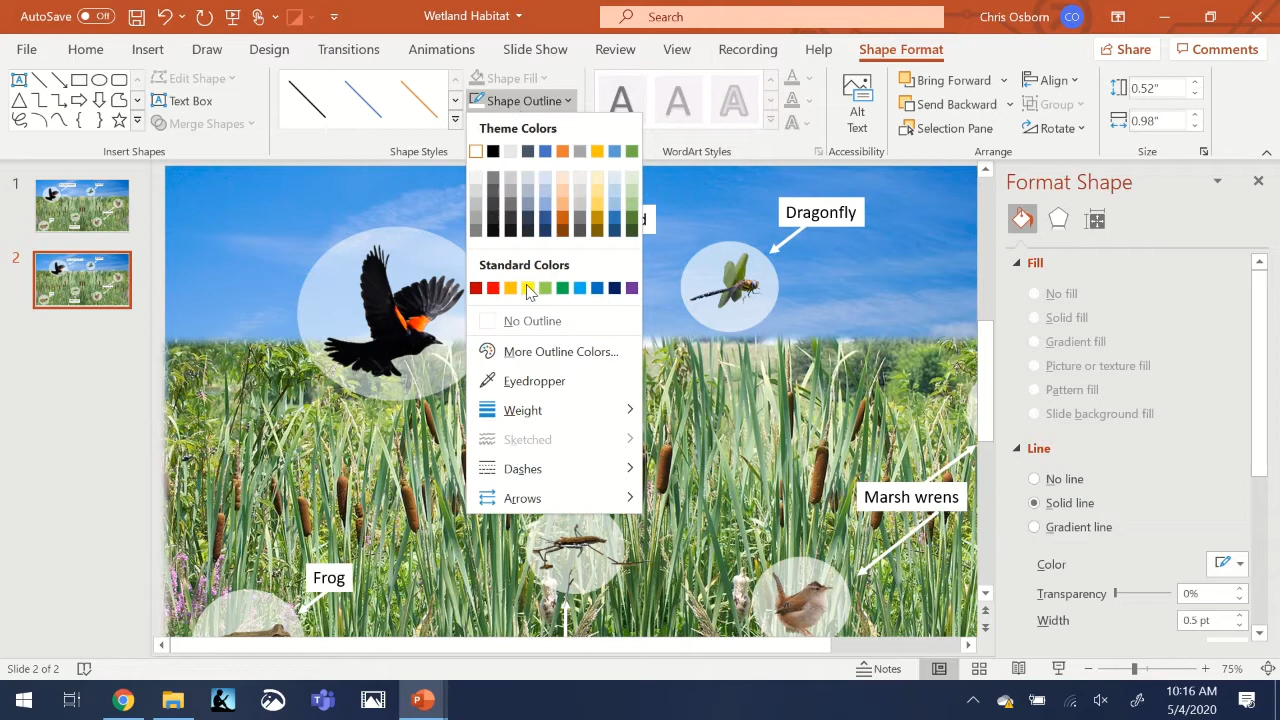 AutoSave Off Wetland Habitat Search Chris Osborn CO
File Home Insert Draw Design Transitions Animations Slide Show Review View Recording Help Shape Format Share Comments
Edit Shape
Text Box
Merge Shapes
Insert Shapes
Shape Styles
Shape Fill
Shape Outline
A A A
WordArt Styles
Alt
Text
Accessibility
Bring Forward
Send Backward
Selection Pane
Align
Group
Rotate
Arrange
0.52"
0.98"
Size
Theme Colors
Standard Colors
No Outline
More Outline Colors...
Eyedropper
Weight
Sketched
Dashes
Arrows
1
2
d
Dragonfly
Marsh wrens
Frog
Format Shape
Fill
No fill
Solid fill
Gradient fill
Picture or texture fill
Pattern fill
Slide background fill
Line
No line
Solid line
Gradient line
Color
Transparency 0%
Width 0.5 pt
Slide 2 of 2 Notes 75%
10:16 AM
5/4/2020